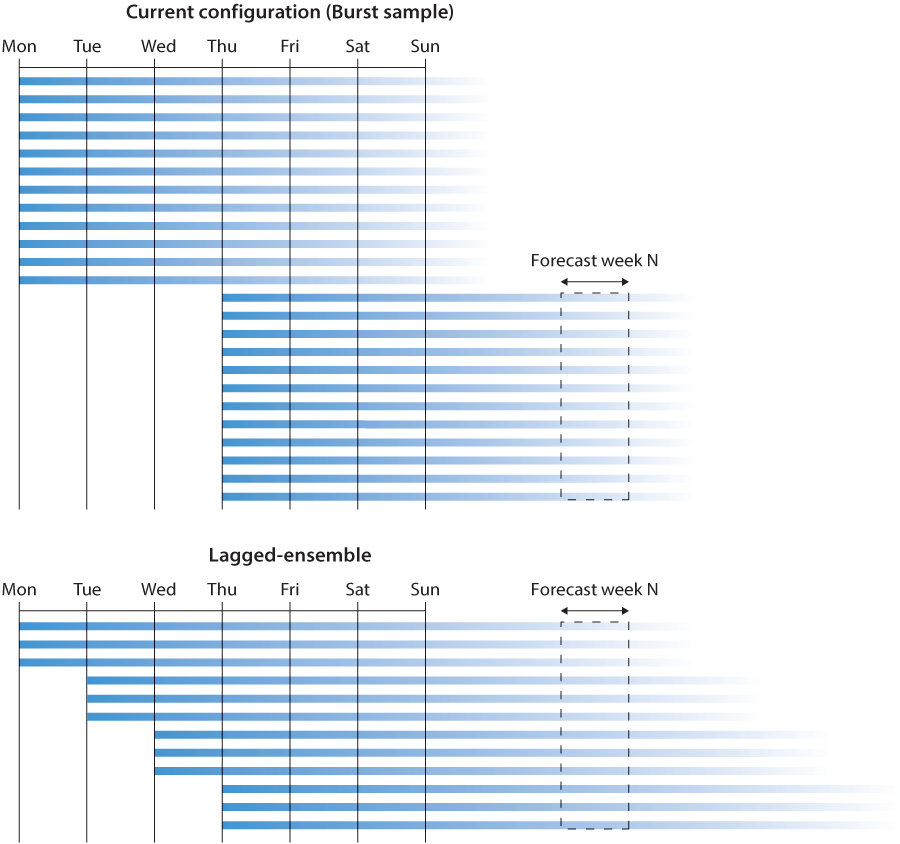 Current configuration (Burst sample)
Mon Tue Wed Thu Fri Sat Sun
Forecast week N
Lagged-ensemble
Mon Tue Wed Thu Fri Sat Sun Forecast week N